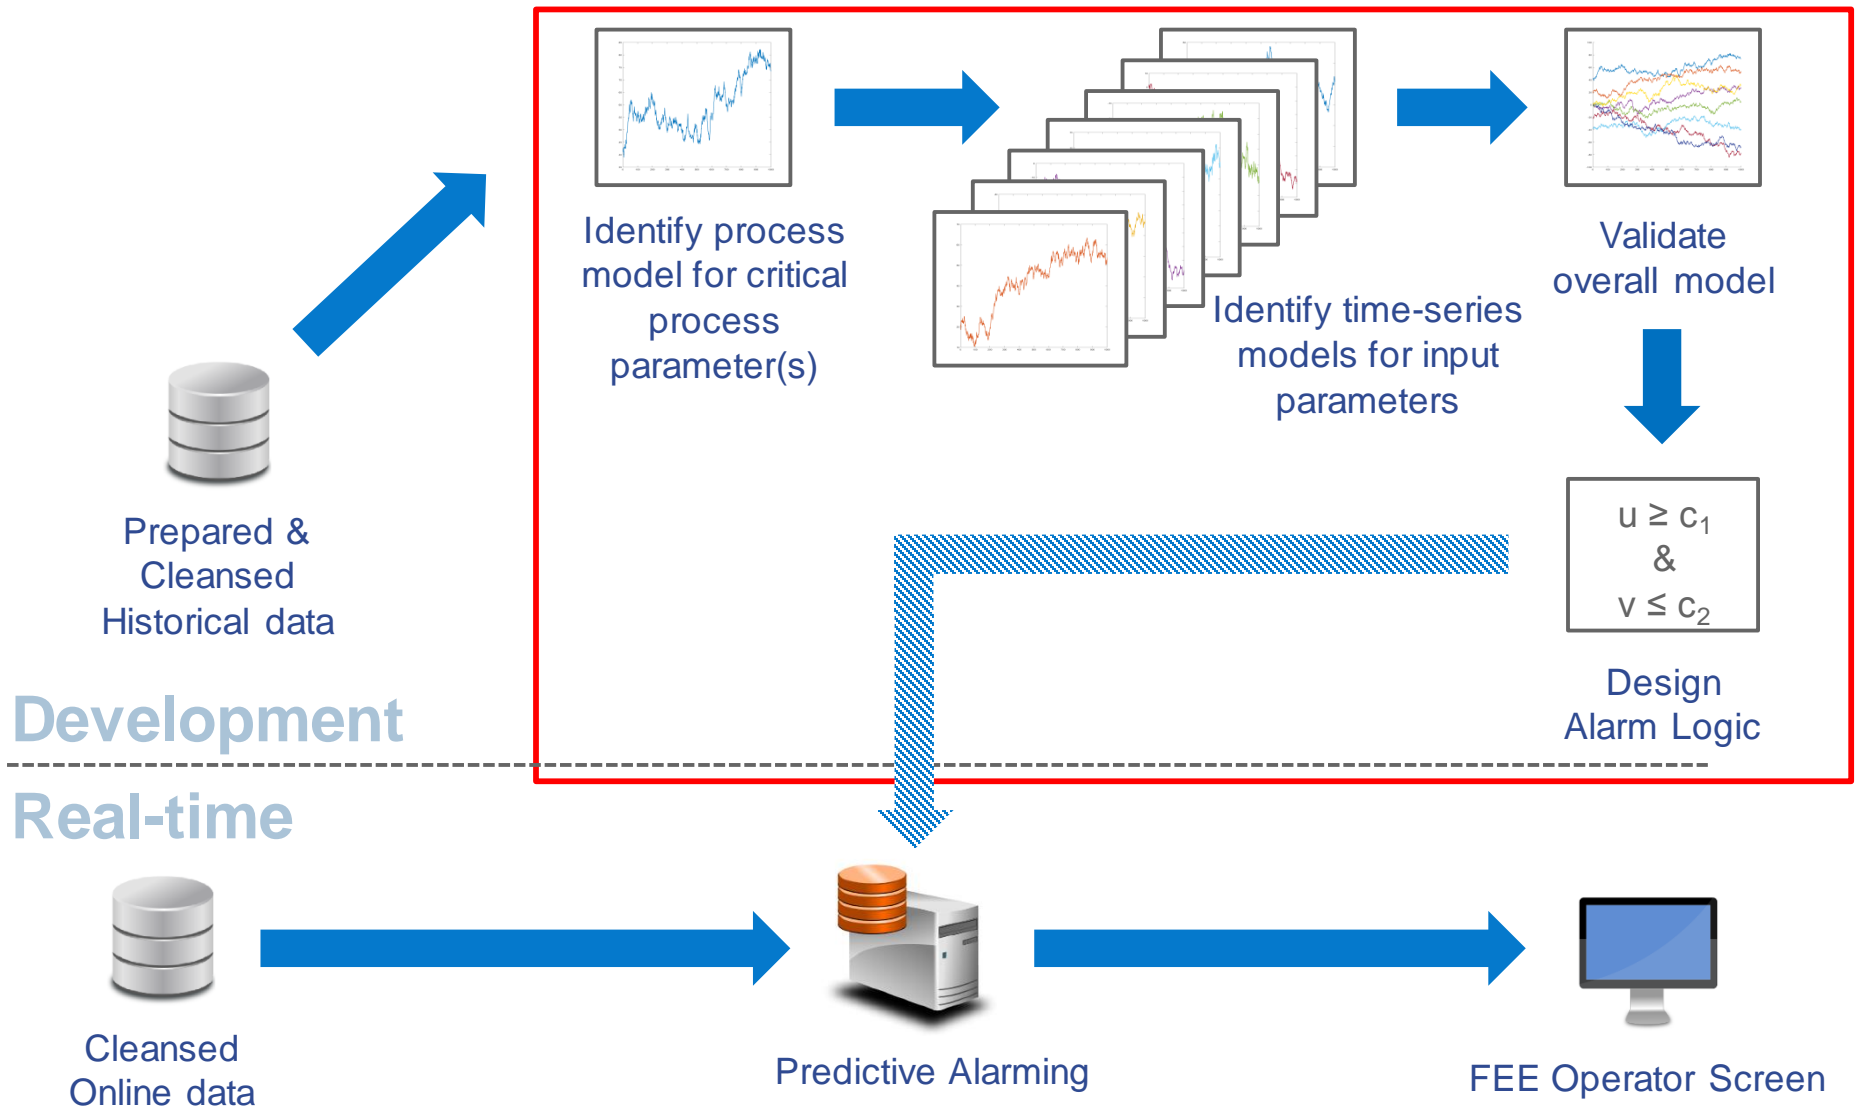 Identify process
model for critical
process
parameter(s)
Identify time-series
models for input
parameters
Validate
overall model
Prepared &
Cleansed
Historical data
u ≥ c₁
&
v ≤ c₂
Design
Alarm Logic
Development
Real-time
Cleansed
Online data
Predictive Alarming
FEE Operator Screen